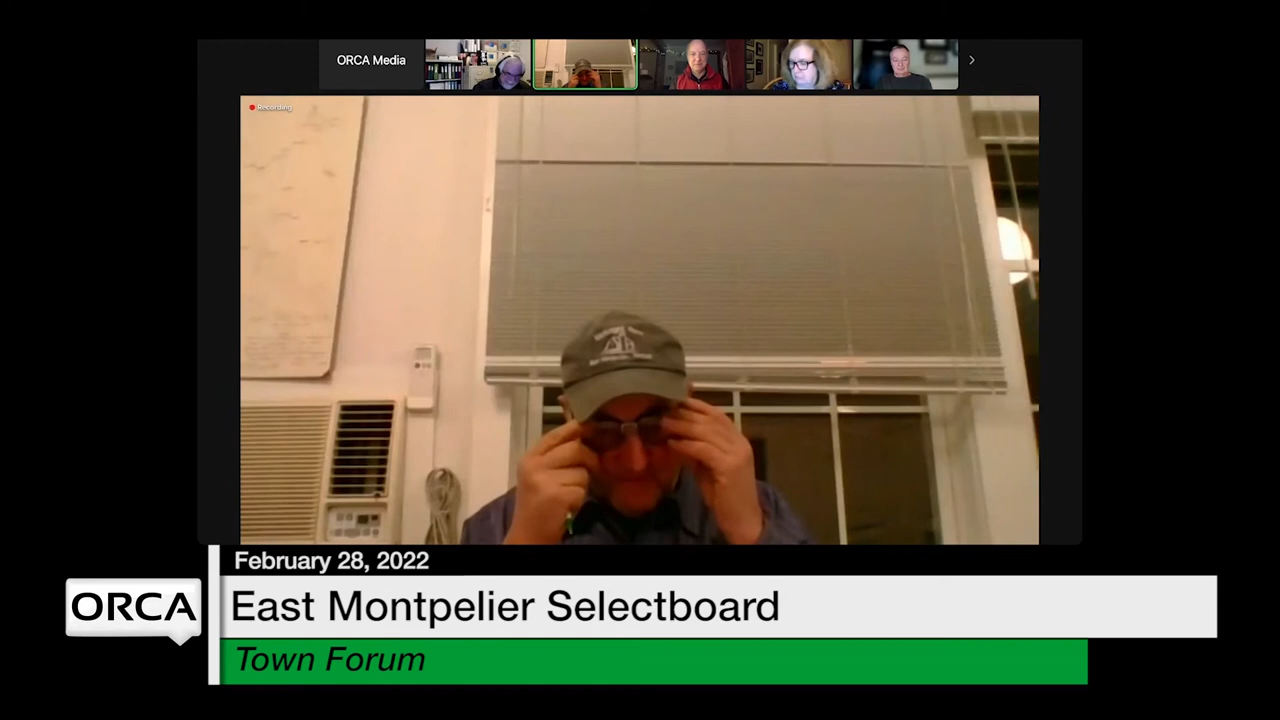 ORCA Media
Recording
February 28, 2022
ORCA
East Montpelier Selectboard
Town Forum